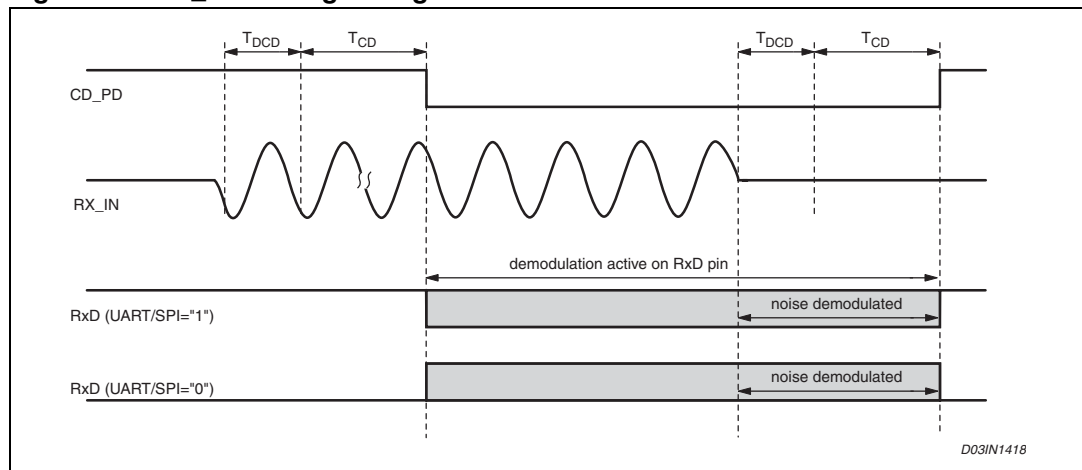 T_DCD T_CD T_DCD T_CD
CD_PD
RX_IN
demodulation active on RxD pin
noise demodulated
RxD (UART/SPI="1")
noise demodulated
RxD (UART/SPI="0")
D03IN1418